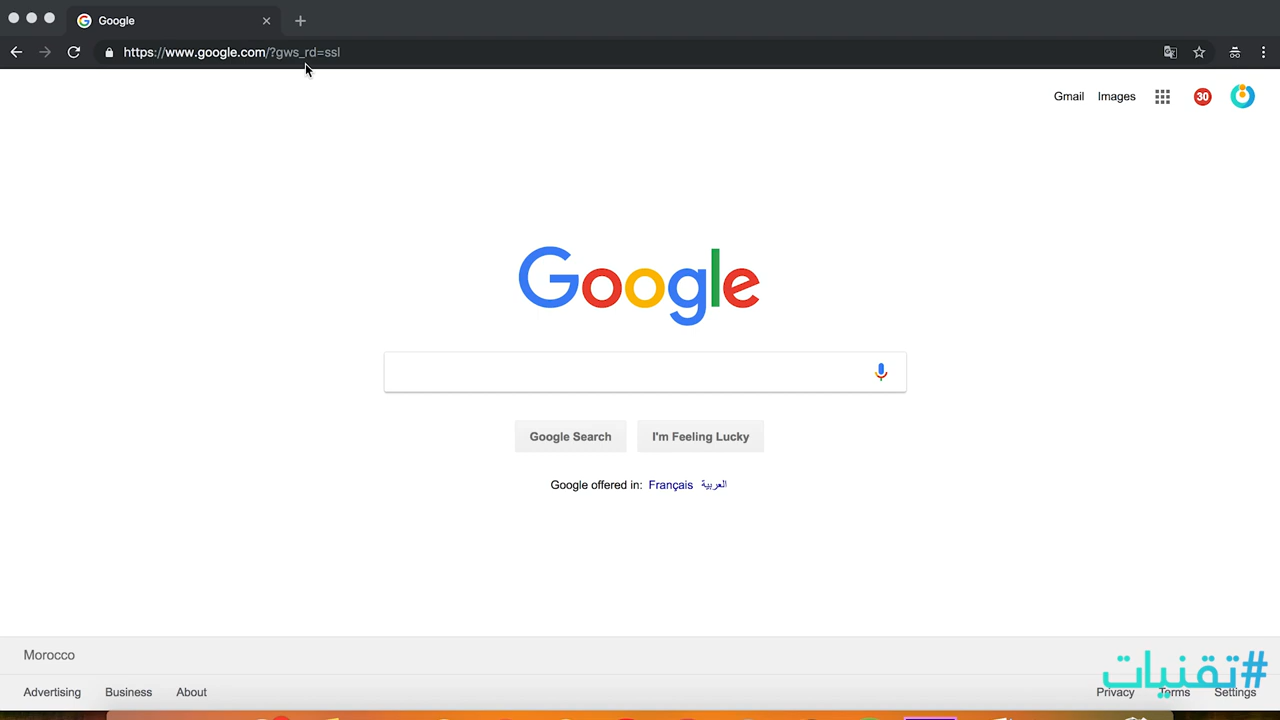 Google
https://www.google.com/?gws_rd=ssl
Gmail Images 30
Google
Google Search I'm Feeling Lucky
Google offered in: Français العربية
Morocco
#تقنيات
Advertising Business About Privacy Terms Settings